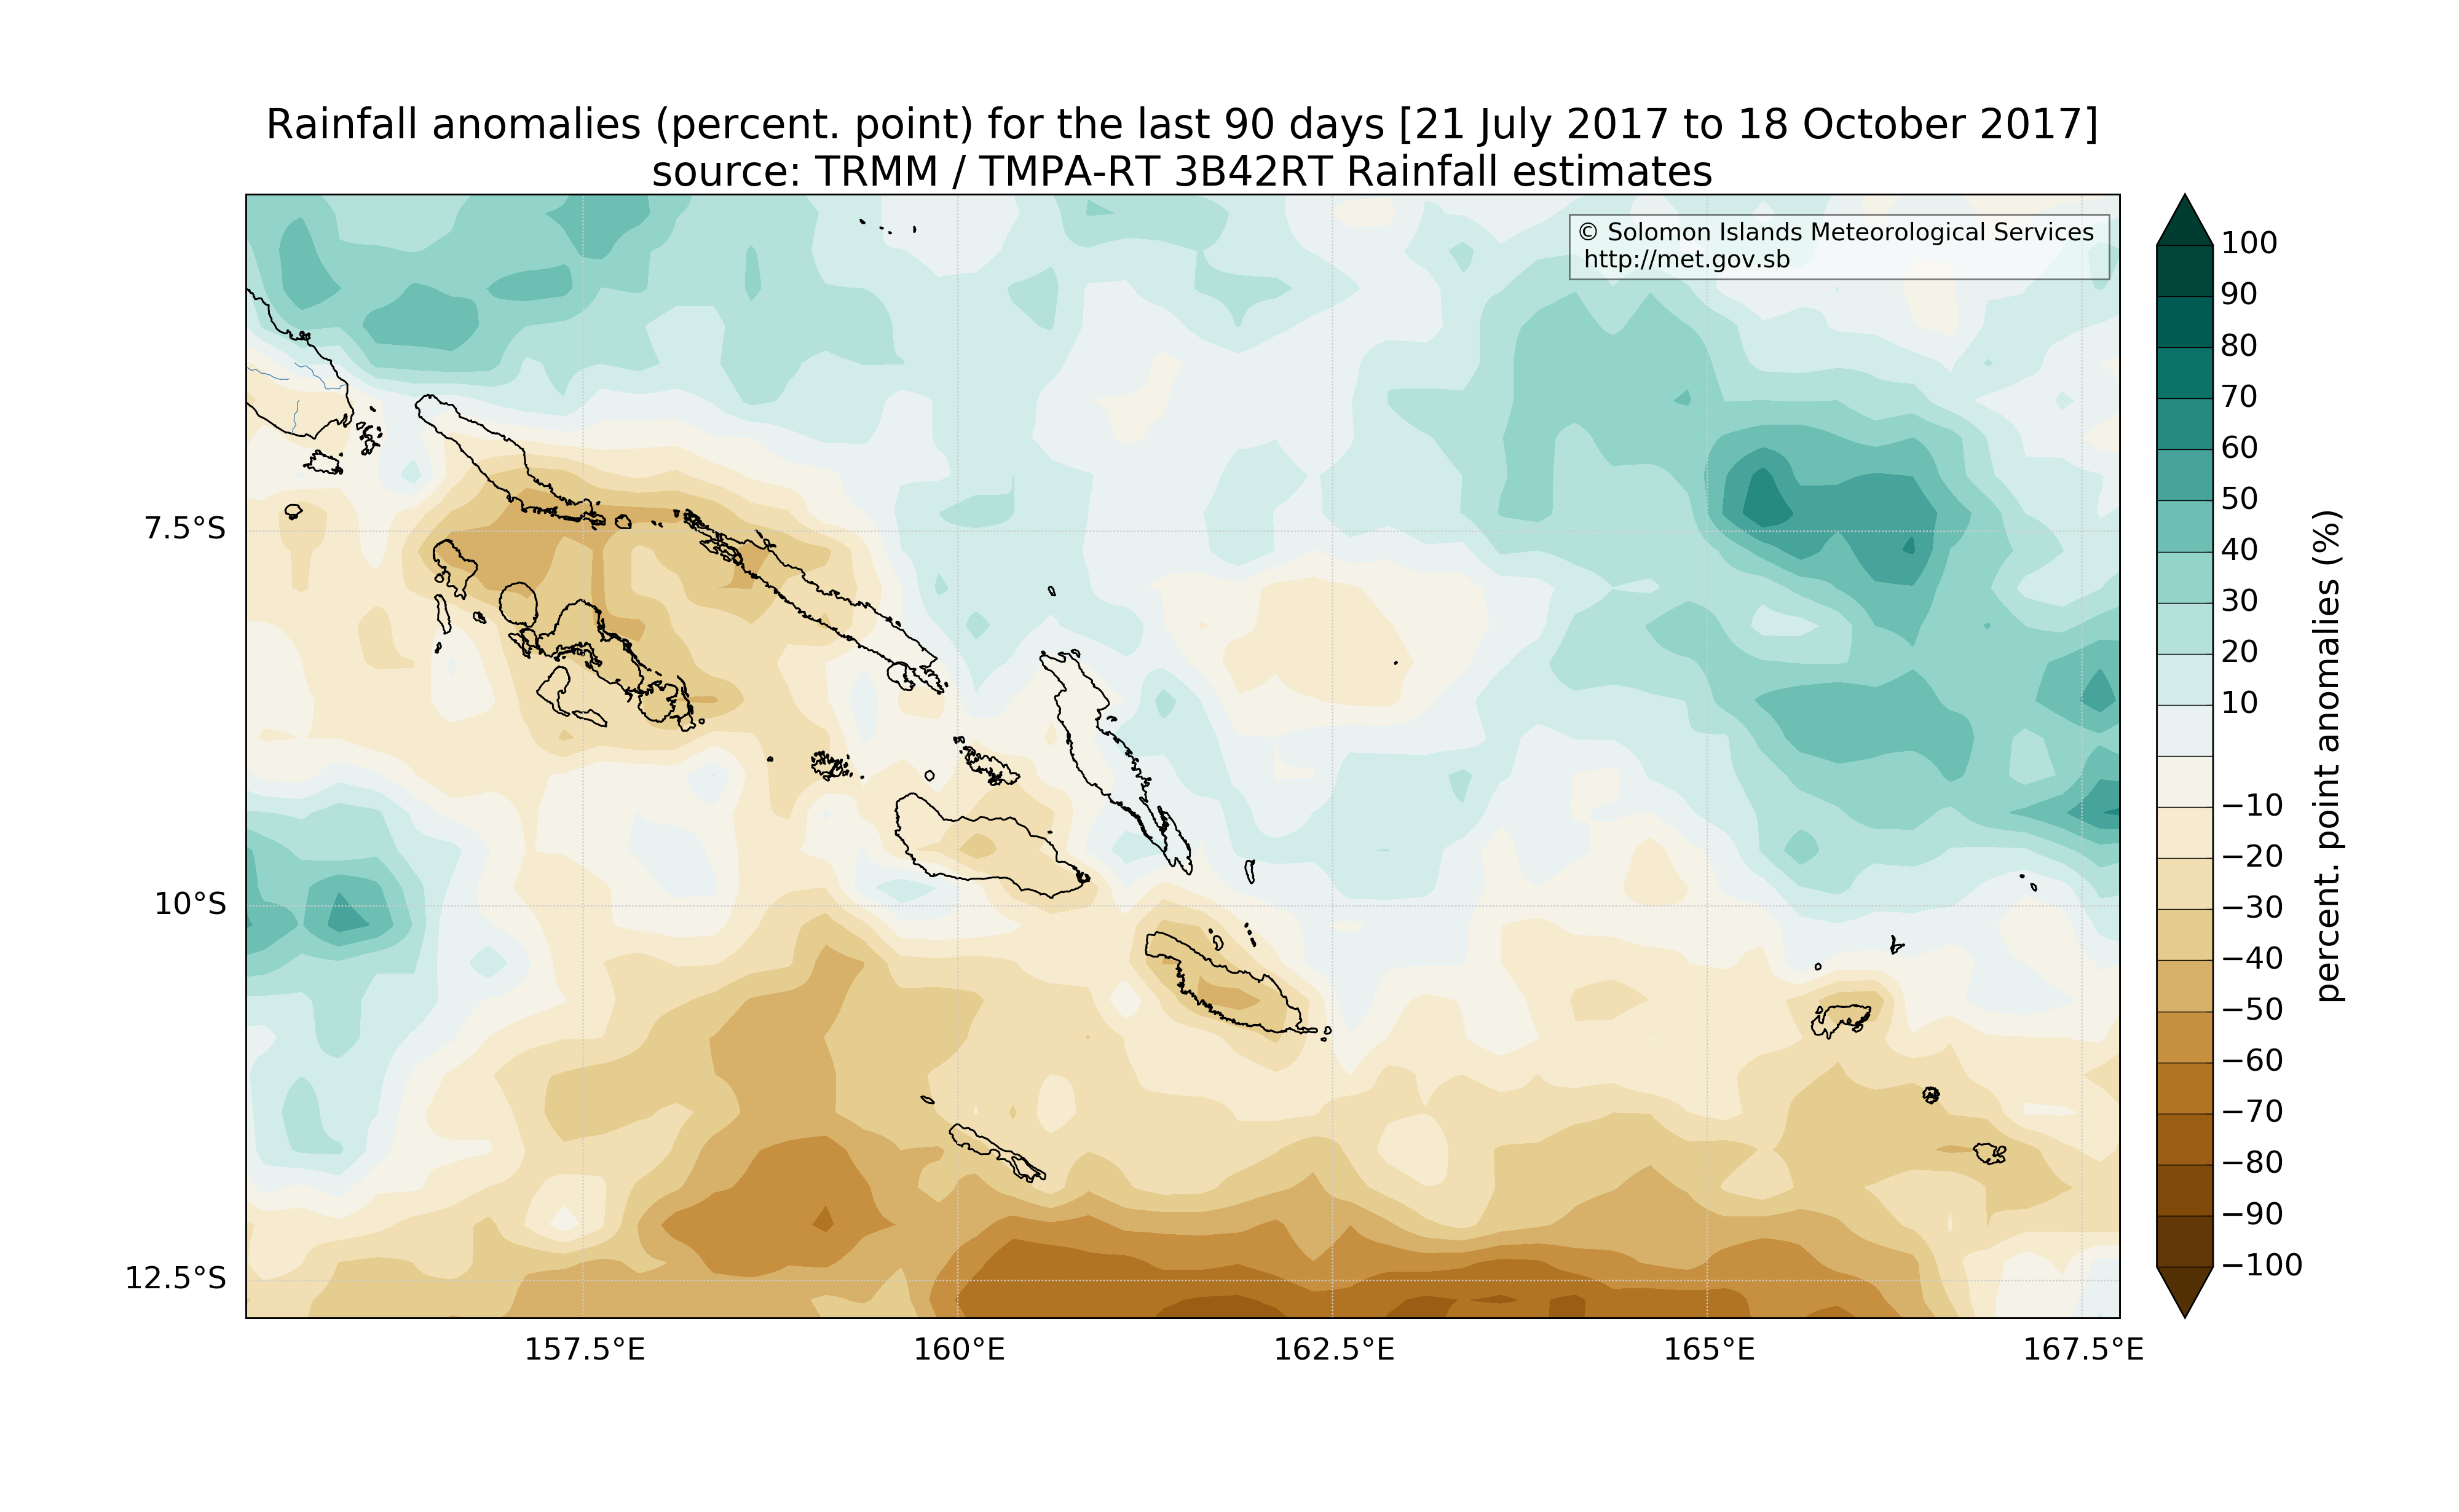 Rainfall anomalies (percent. point) for the last 90 days [21 July 2017 to 18 October 2017]
source: TRMM / TMPA-RT 3B42RT Rainfall estimates
© Solomon Islands Meteorological Services
http://met.gov.sb
7.5°S
10°S
12.5°S
157.5°E
160°E
162.5°E
165°E
167.5°E
100
90
80
70
60
50
40
30
20
10
−10
−20
−30
−40
−50
−60
−70
−80
−90
−100
percent. point anomalies (%)